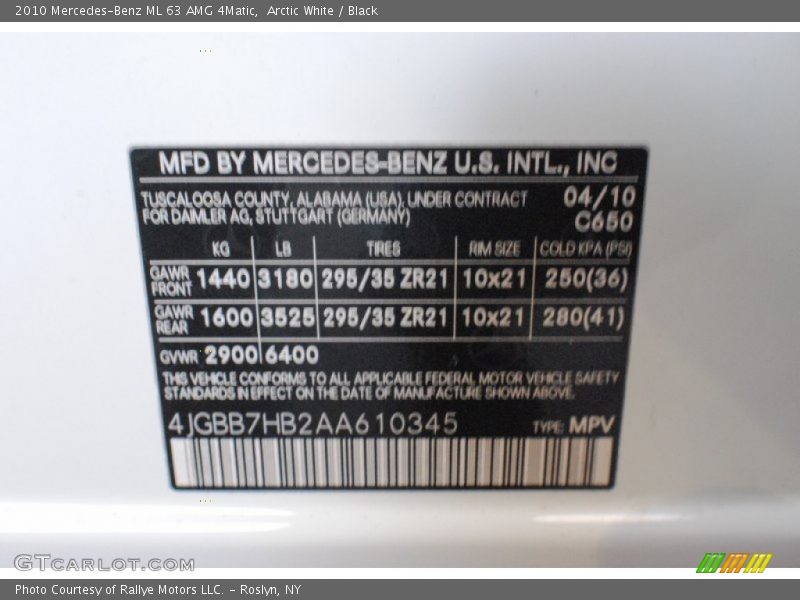 2010 Mercedes-Benz ML 63 AMG 4Matic,  Arctic White / Black
MFD BY MERCEDES-BENZ U.S. INTL., INC
TUSCALOOSA COUNTY, ALABAMA (USA), UNDER CONTRACT 04/10
FOR DAIMLER AG, STUTTGART (GERMANY) C650
KG LB TIRES RIM SIZE COLD KPA (PSI)
GAWR FRONT 1440 3180 295/35 ZR21 10x21 250(36)
GAWR REAR 1600 3525 295/35 ZR21 10x21 280(41)
GVWR 2900 6400
THIS VEHICLE CONFORMS TO ALL APPLICABLE FEDERAL MOTOR VEHICLE SAFETY
STANDARDS IN EFFECT ON THE DATE OF MANUFACTURE SHOWN ABOVE.
4JGBB7HB2AA610345 TYPE: MPV
GTCARLOT.COM
Photo Courtesy of Rallye Motors LLC. - Roslyn, NY